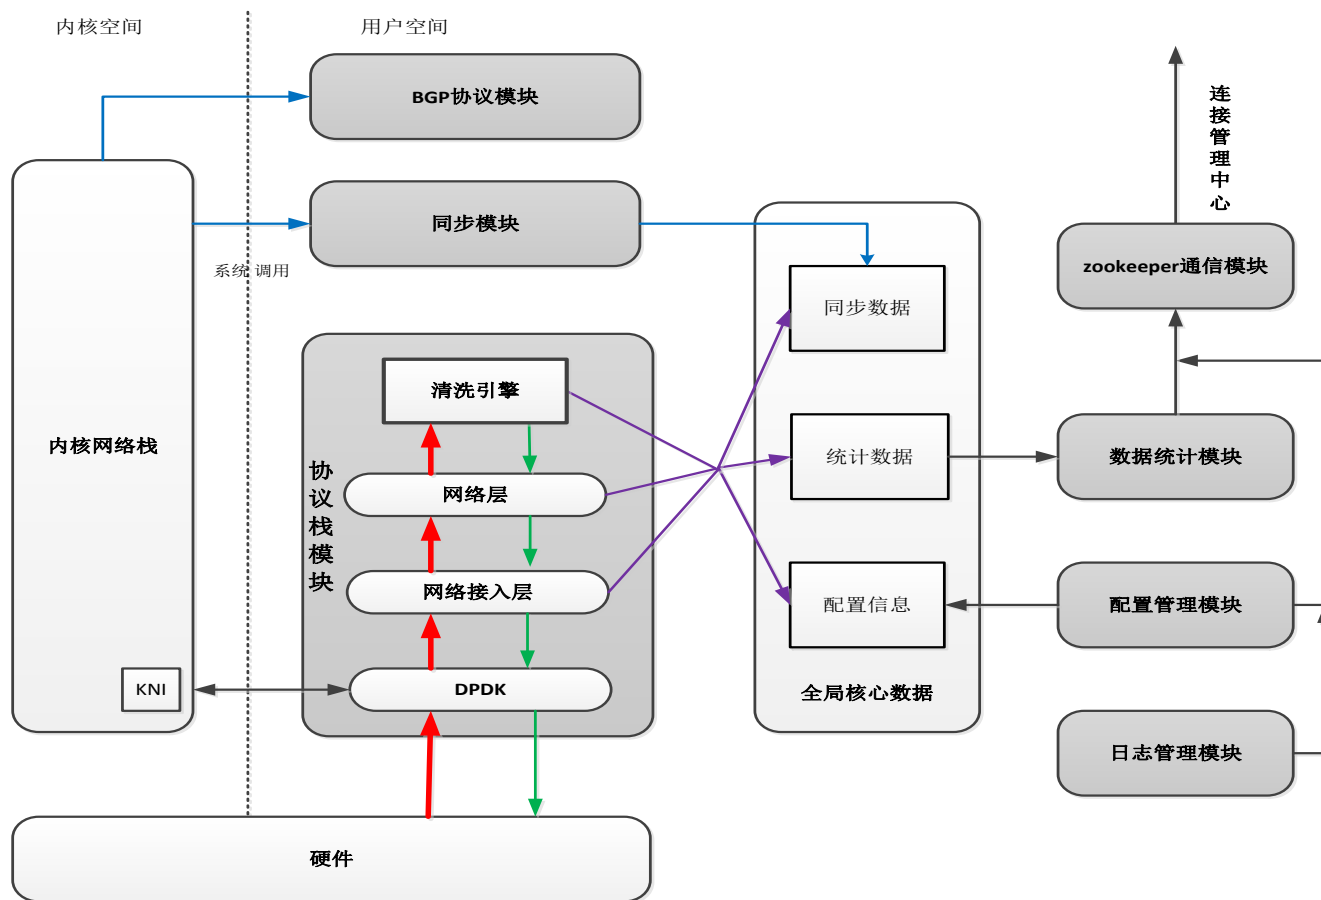 内核空间
用户空间
BGP协议模块
同步模块
系统 调用
内核网络栈
KNI
协议栈模块
清洗引擎
网络层
网络接入层
DPDK
硬件
同步数据
统计数据
配置信息
全局核心数据
连接管理中心
zookeeper通信模块
数据统计模块
配置管理模块
日志管理模块